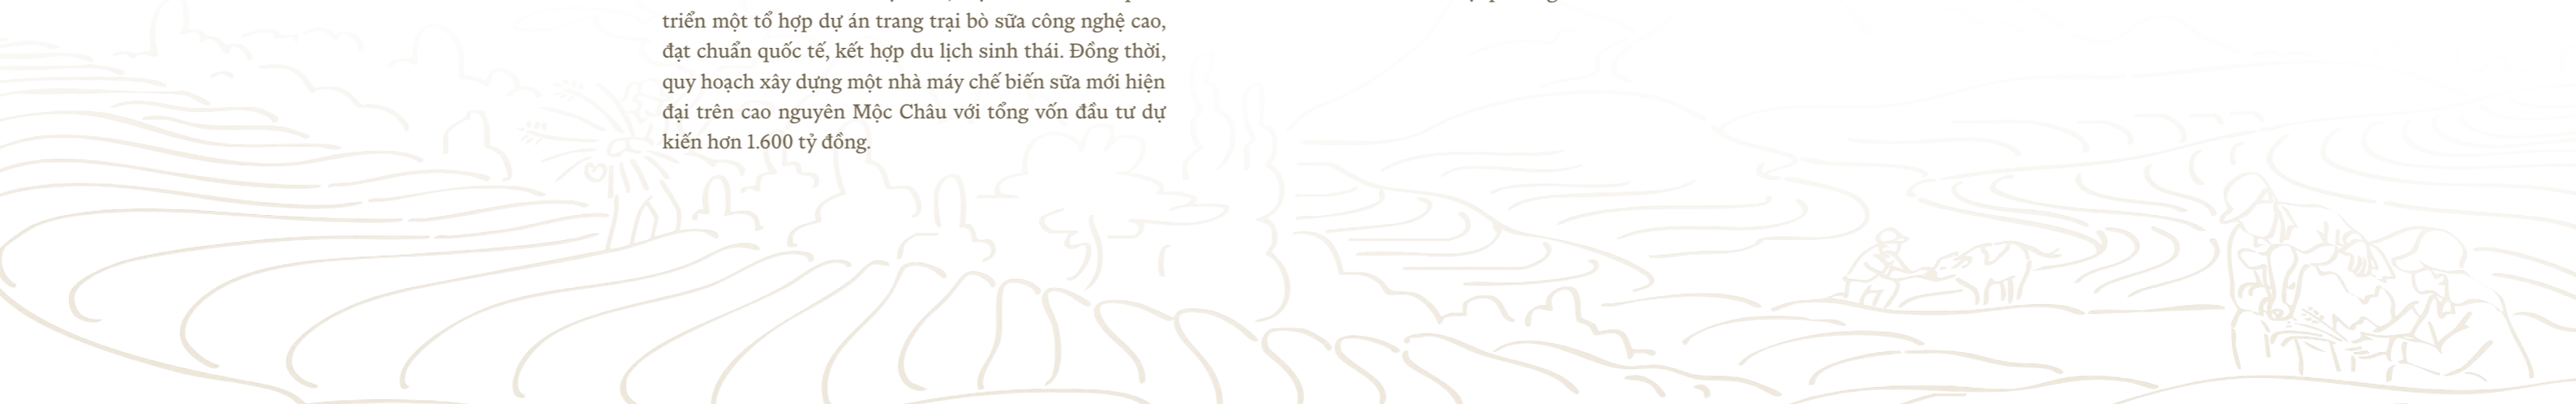 triển một tổ hợp dự án trang trại bò sữa công nghệ cao,
đạt chuẩn quốc tế, kết hợp du lịch sinh thái. Đồng thời,
quy hoạch xây dựng một nhà máy chế biến sữa mới hiện
đại trên cao nguyên Mộc Châu với tổng vốn đầu tư dự
kiến hơn 1.600 tỷ đồng.